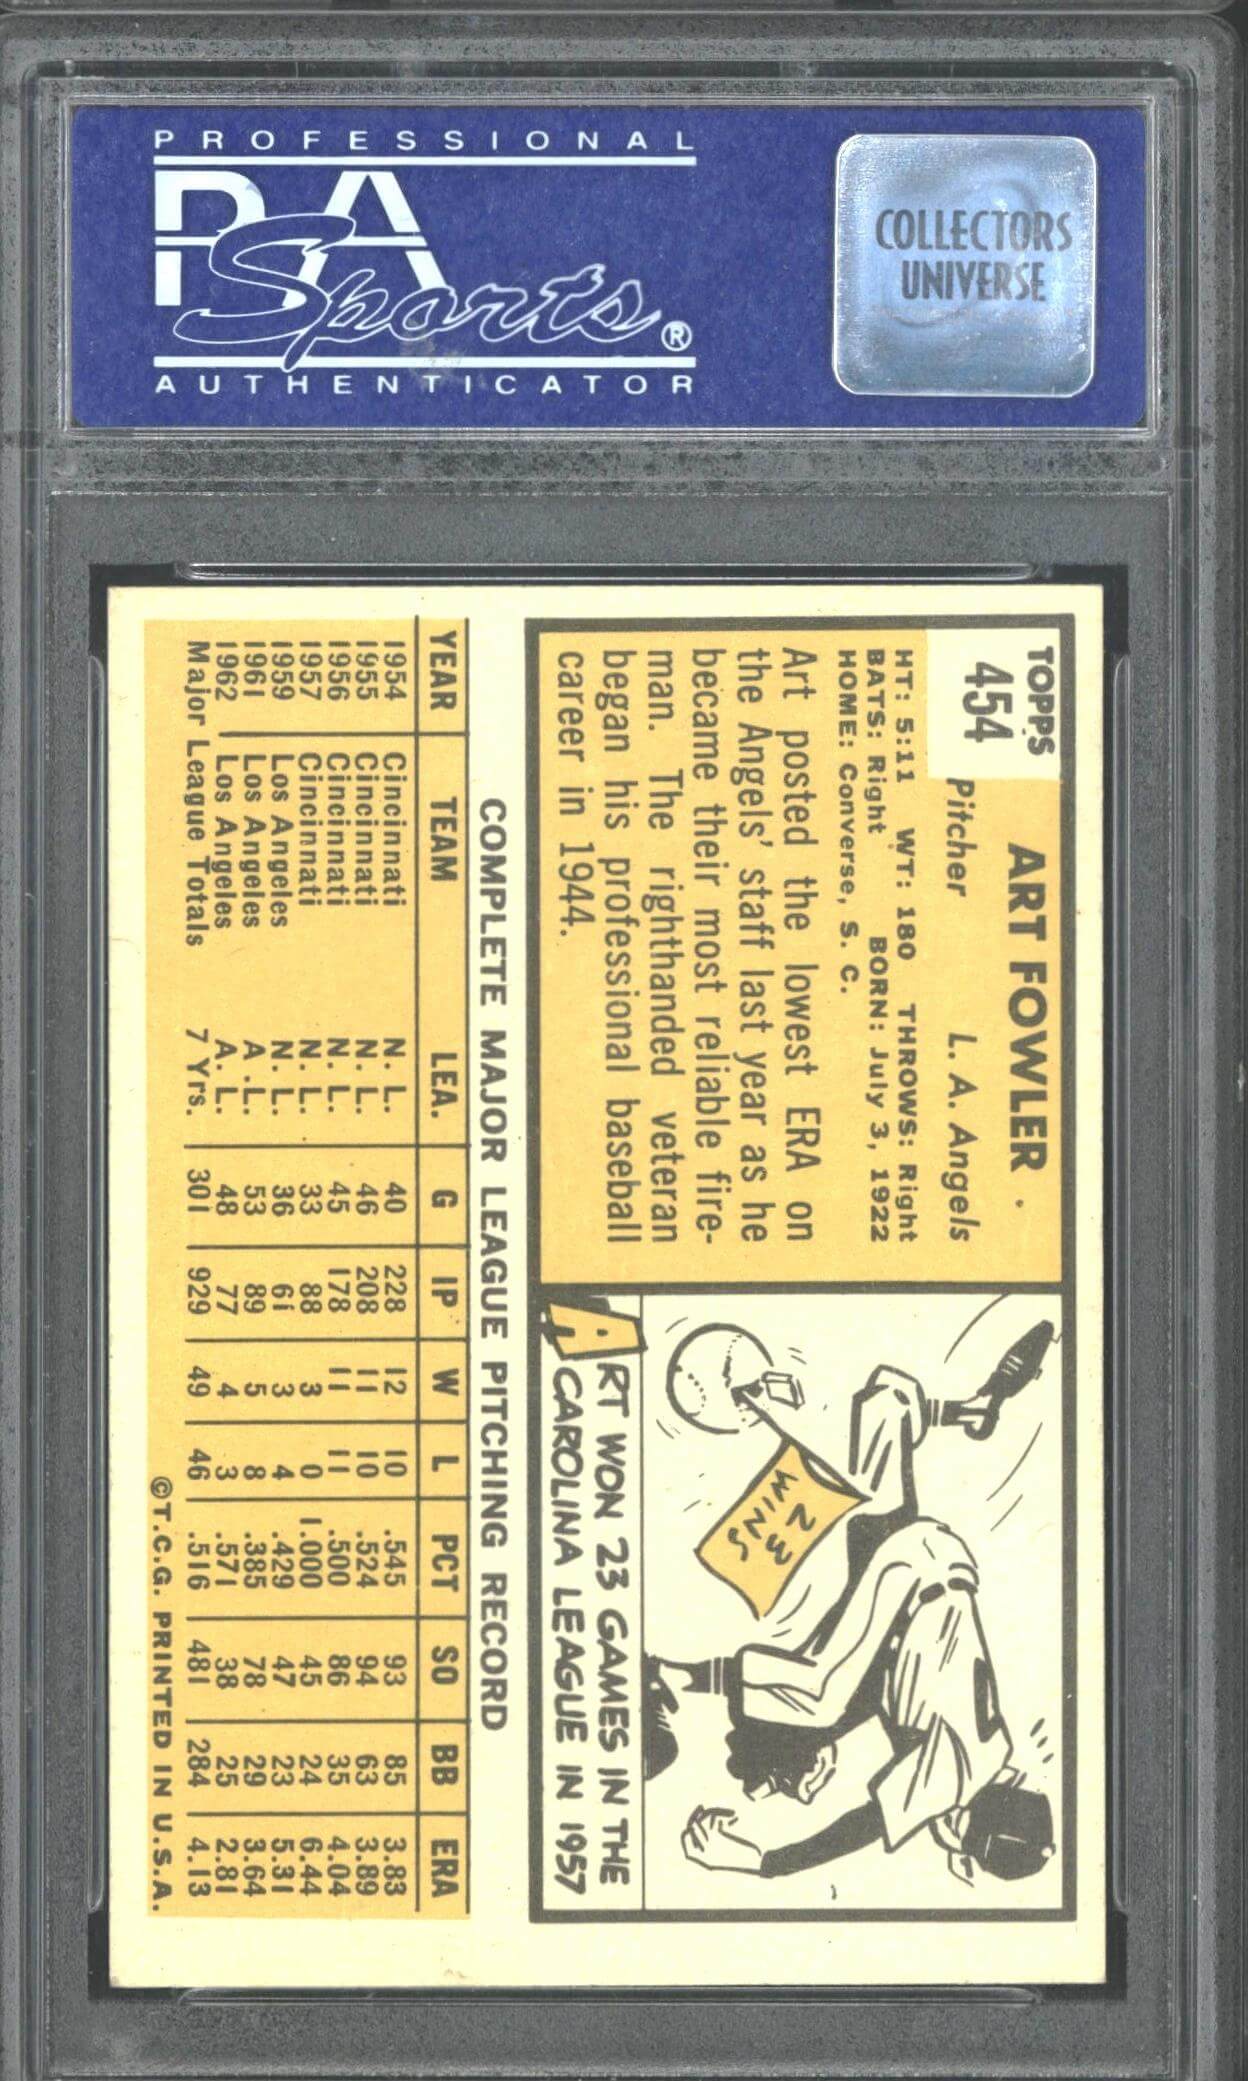 PROFESSIONAL
PSA
Sports®
AUTHENTICATOR
COLLECTORS
UNIVERSE
TOPPS
454
ART FOWLER
Pitcher L. A. Angels
HT: 5:11 WT: 180 THROWS: Right
BATS: Right BORN: July 3, 1922
HOME: Converse, S. C.
Art posted the lowest ERA on
the Angels' staff last year as he
became their most reliable fire-
man. The righthanded veteran
began his professional baseball
career in 1944.
23
WINS
ART WON 23 GAMES IN THE
CAROLINA LEAGUE IN 1957
COMPLETE MAJOR LEAGUE PITCHING RECORD
YEAR TEAM LEA. G IP W L PCT SO BB ERA
1954 Cincinnati N. L. 40 228 12 10 .545 93 85 3.83
1955 Cincinnati N. L. 46 208 11 10 .524 94 63 3.89
1956 Cincinnati N. L. 45 178 11 11 .500 86 35 4.04
1957 Cincinnati N. L. 33 88 3 0 1.000 45 24 6.44
1959 Los Angeles N. L. 36 61 3 4 .429 47 23 5.31
1961 Los Angeles A. L. 53 89 5 8 .385 78 29 3.64
1962 Los Angeles A. L. 48 77 4 3 .571 38 25 2.81
Major League Totals 7 Yrs. 301 929 49 46 .516 481 284 4.13
©T.C.G. PRINTED IN U.S.A.